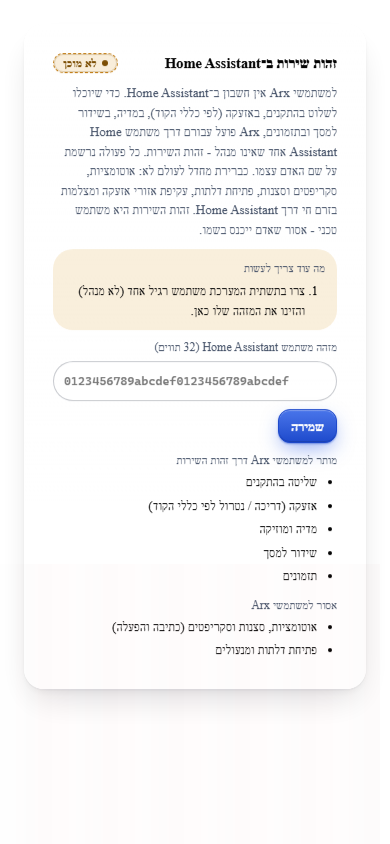 זהות שירות ב־Home Assistant
לא מוכן
למשתמשי Arx אין חשבון ב־Home Assistant. כדי שיוכלו
לשלוט בהתקנים, באזעקה (לפי כללי הקוד), במדיה, בשידור
למסך ובתזמונים, Arx פועל עבורם דרך משתמש Home
Assistant אחד שאינו מנהל - זהות השירות. כל פעולה נרשמת
על שם האדם עצמו. כברירת מחדל לעולם לא: אוטומציות,
סקריפטים וסצנות, פתיחת דלתות, עקיפת אזורי אזעקה ומצלמות
בזרם חי דרך Home Assistant. זהות השירות היא משתמש
טכני - אסור שאדם ייכנס בשמו.
מה עוד צריך לעשות
1. צרו בתשתית המערכת משתמש רגיל אחד (לא מנהל)
והזינו את המזהה שלו כאן.
מזהה משתמש Home Assistant (32 תווים)
0123456789abcdef0123456789abcdef
שמירה
מותר למשתמשי Arx דרך זהות השירות
• שליטה בהתקנים
• אזעקה (דריכה / נטרול לפי כללי הקוד)
• מדיה ומוזיקה
• שידור למסך
• תזמונים
אסור למשתמשי Arx
• אוטומציות, סצנות וסקריפטים (כתיבה והפעלה)
• פתיחת דלתות ומנעולים